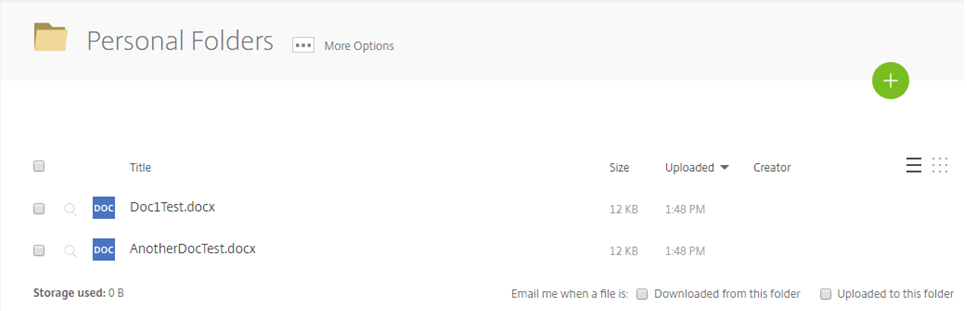 Personal Folders ... More Options
Title Size Uploaded Creator
DOC Doc1Test.docx 12 KB 1:48 PM
DOC AnotherDocTest.docx 12 KB 1:48 PM
Storage used: 0 B Email me when a file is: Downloaded from this folder Uploaded to this folder